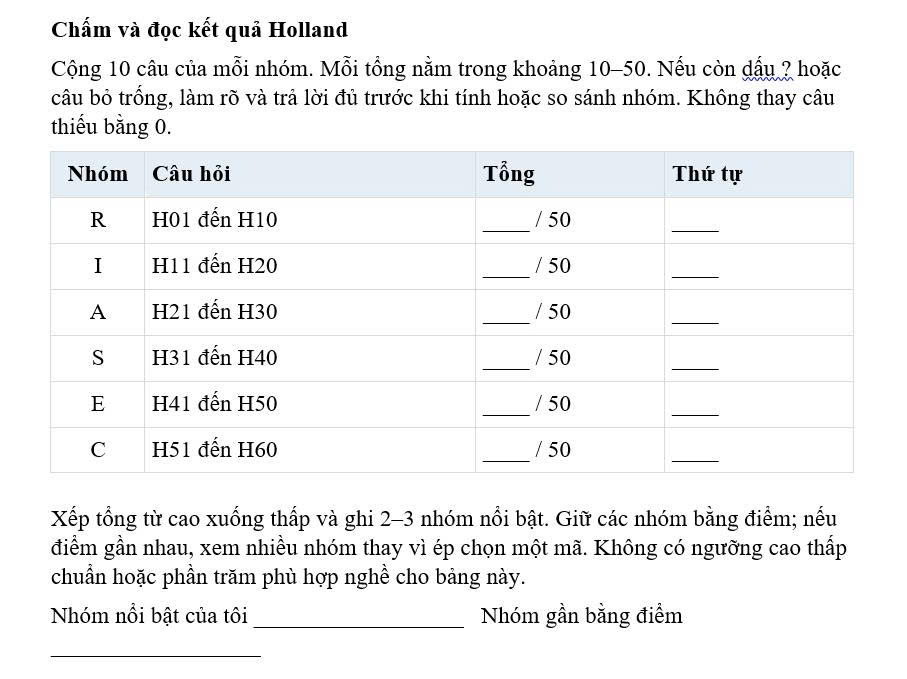 Chấm và đọc kết quả Holland
Cộng 10 câu của mỗi nhóm. Mỗi tổng nằm trong khoảng 10–50. Nếu còn dấu ? hoặc
câu bỏ trống, làm rõ và trả lời đủ trước khi tính hoặc so sánh nhóm. Không thay câu
thiếu bằng 0.
Nhóm Câu hỏi Tổng Thứ tự
R H01 đến H10 ____ / 50 ____
I H11 đến H20 ____ / 50 ____
A H21 đến H30 ____ / 50 ____
S H31 đến H40 ____ / 50 ____
E H41 đến H50 ____ / 50 ____
C H51 đến H60 ____ / 50 ____
Xếp tổng từ cao xuống thấp và ghi 2–3 nhóm nổi bật. Giữ các nhóm bằng điểm; nếu
điểm gần nhau, xem nhiều nhóm thay vì ép chọn một mã. Không có ngưỡng cao thấp
chuẩn hoặc phần trăm phù hợp nghề cho bảng này.
Nhóm nổi bật của tôi __________________ Nhóm gần bằng điểm
__________________